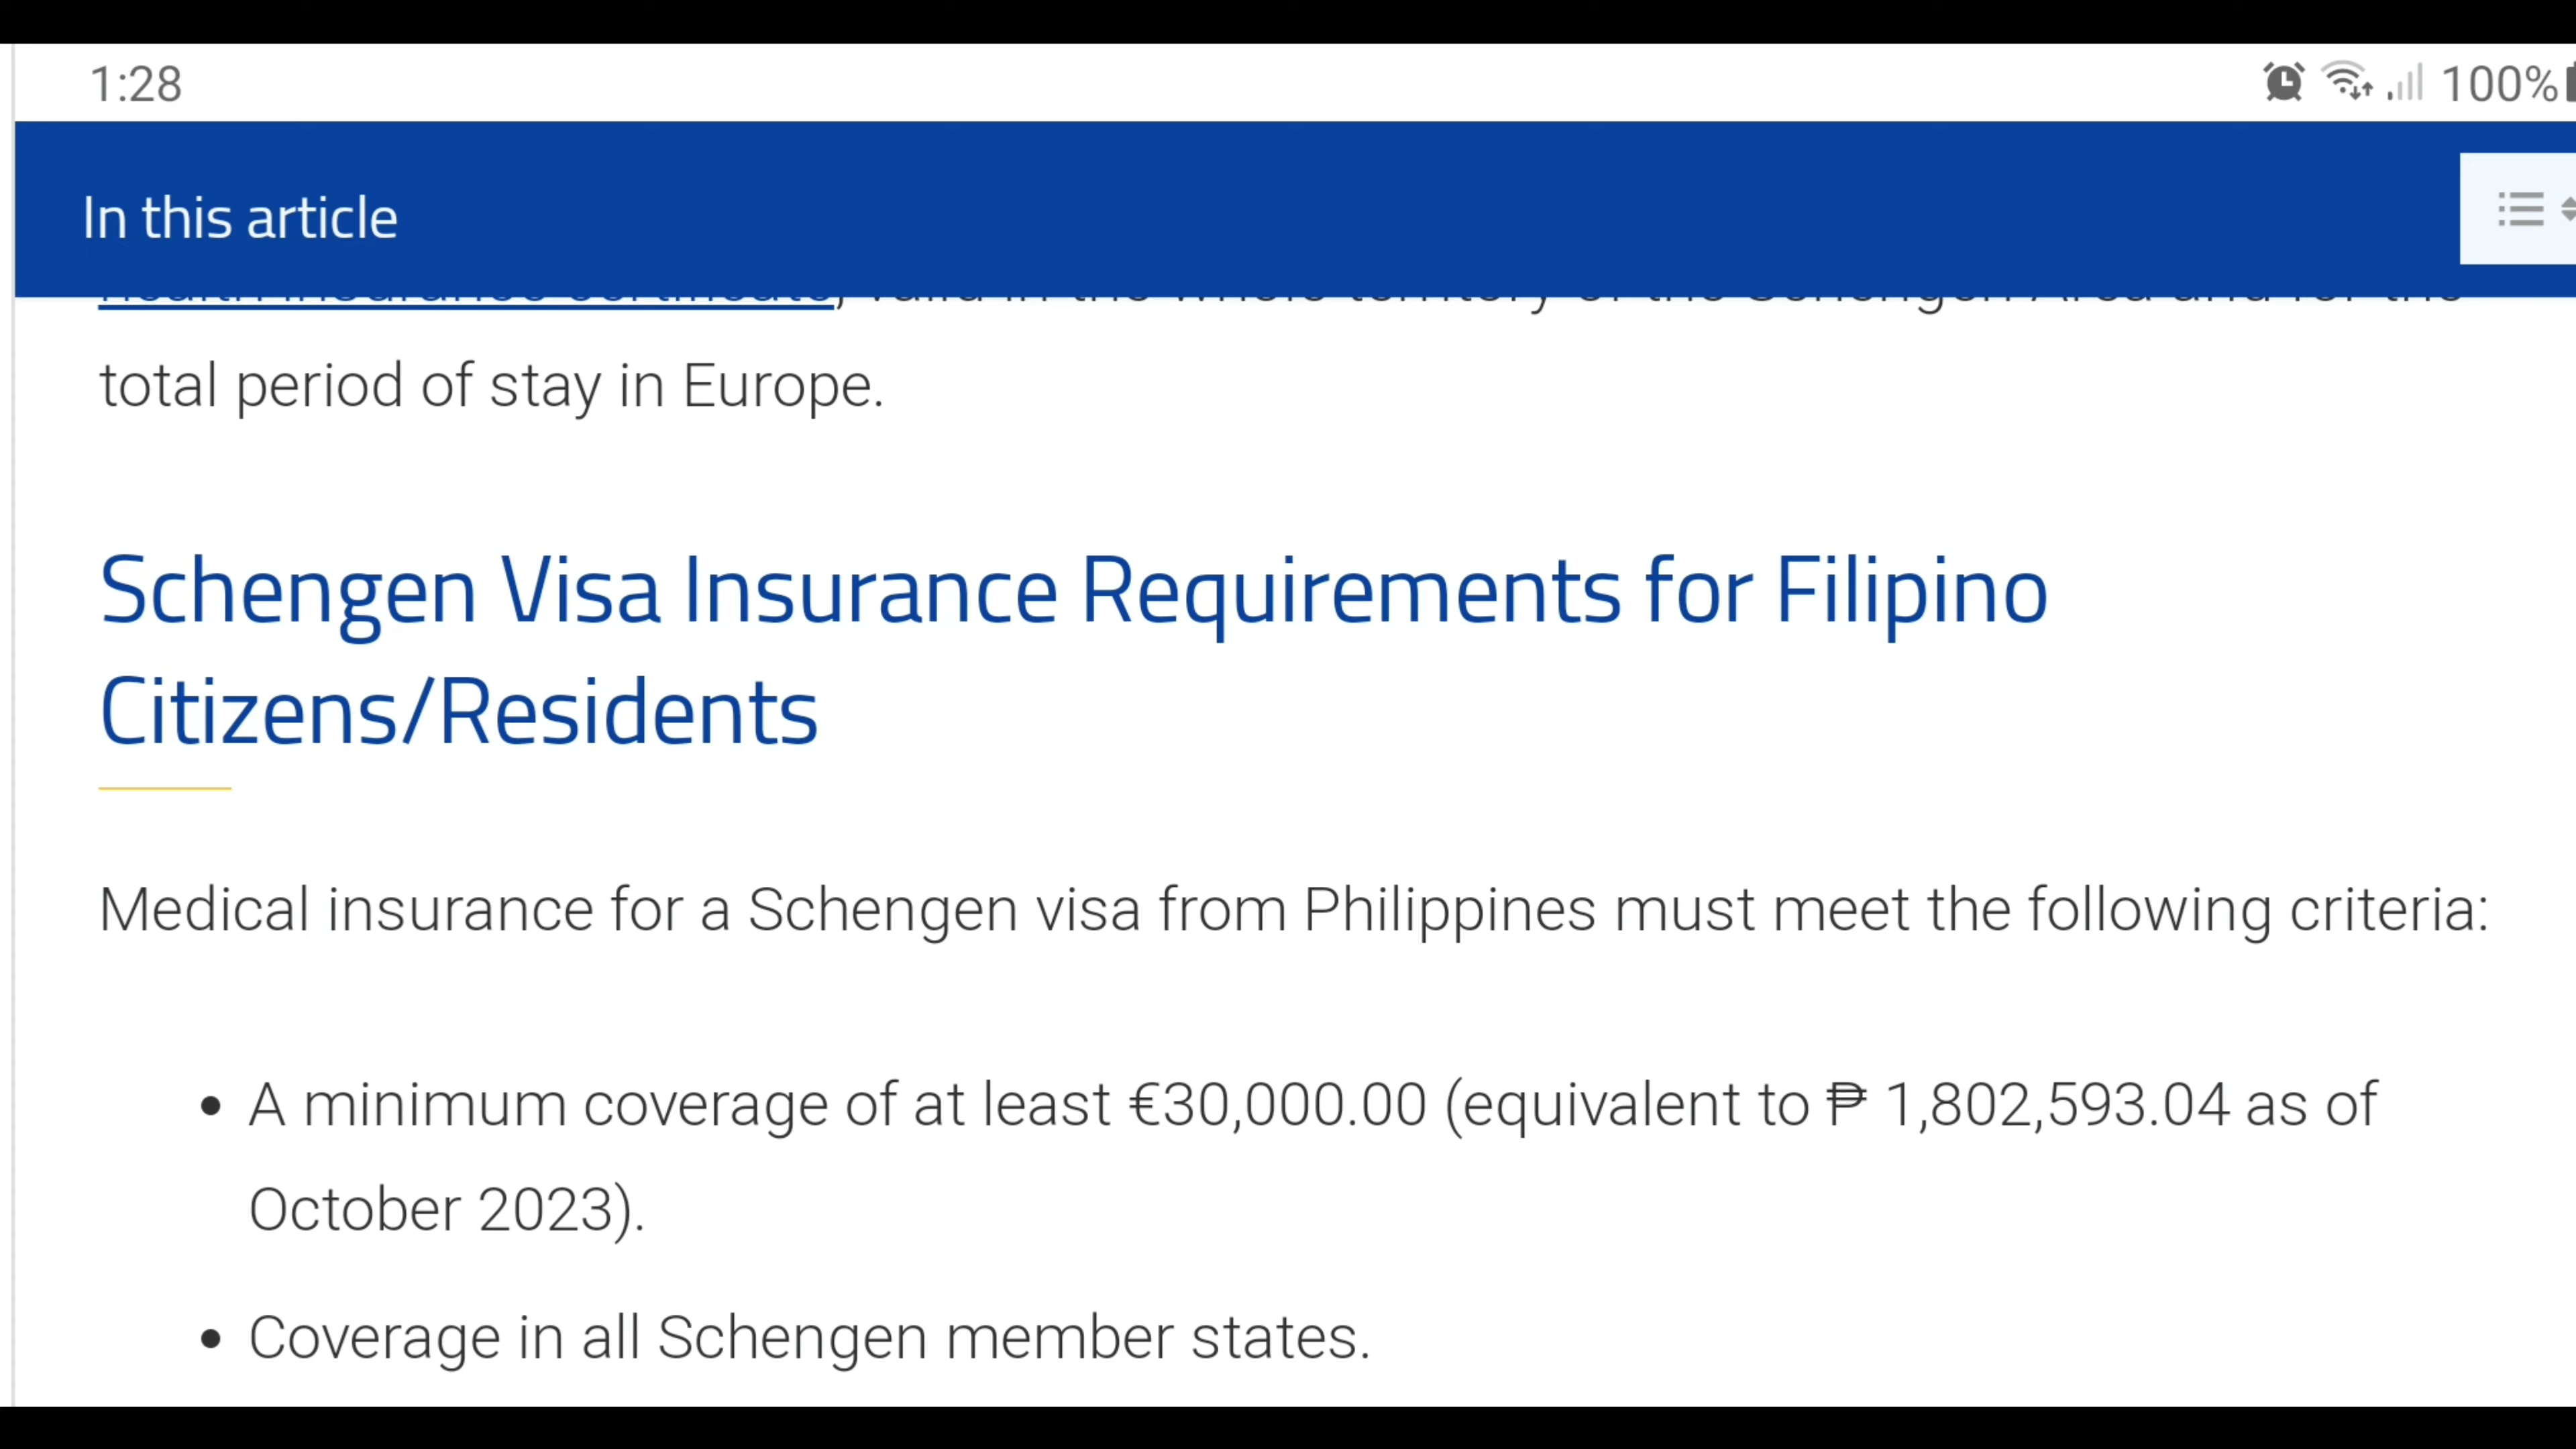 1:28
100%
In this article
total period of stay in Europe.
Schengen Visa Insurance Requirements for Filipino
Citizens/Residents
Medical insurance for a Schengen visa from Philippines must meet the following criteria:
• A minimum coverage of at least €30,000.00 (equivalent to ₱ 1,802,593.04 as of
October 2023).
• Coverage in all Schengen member states.